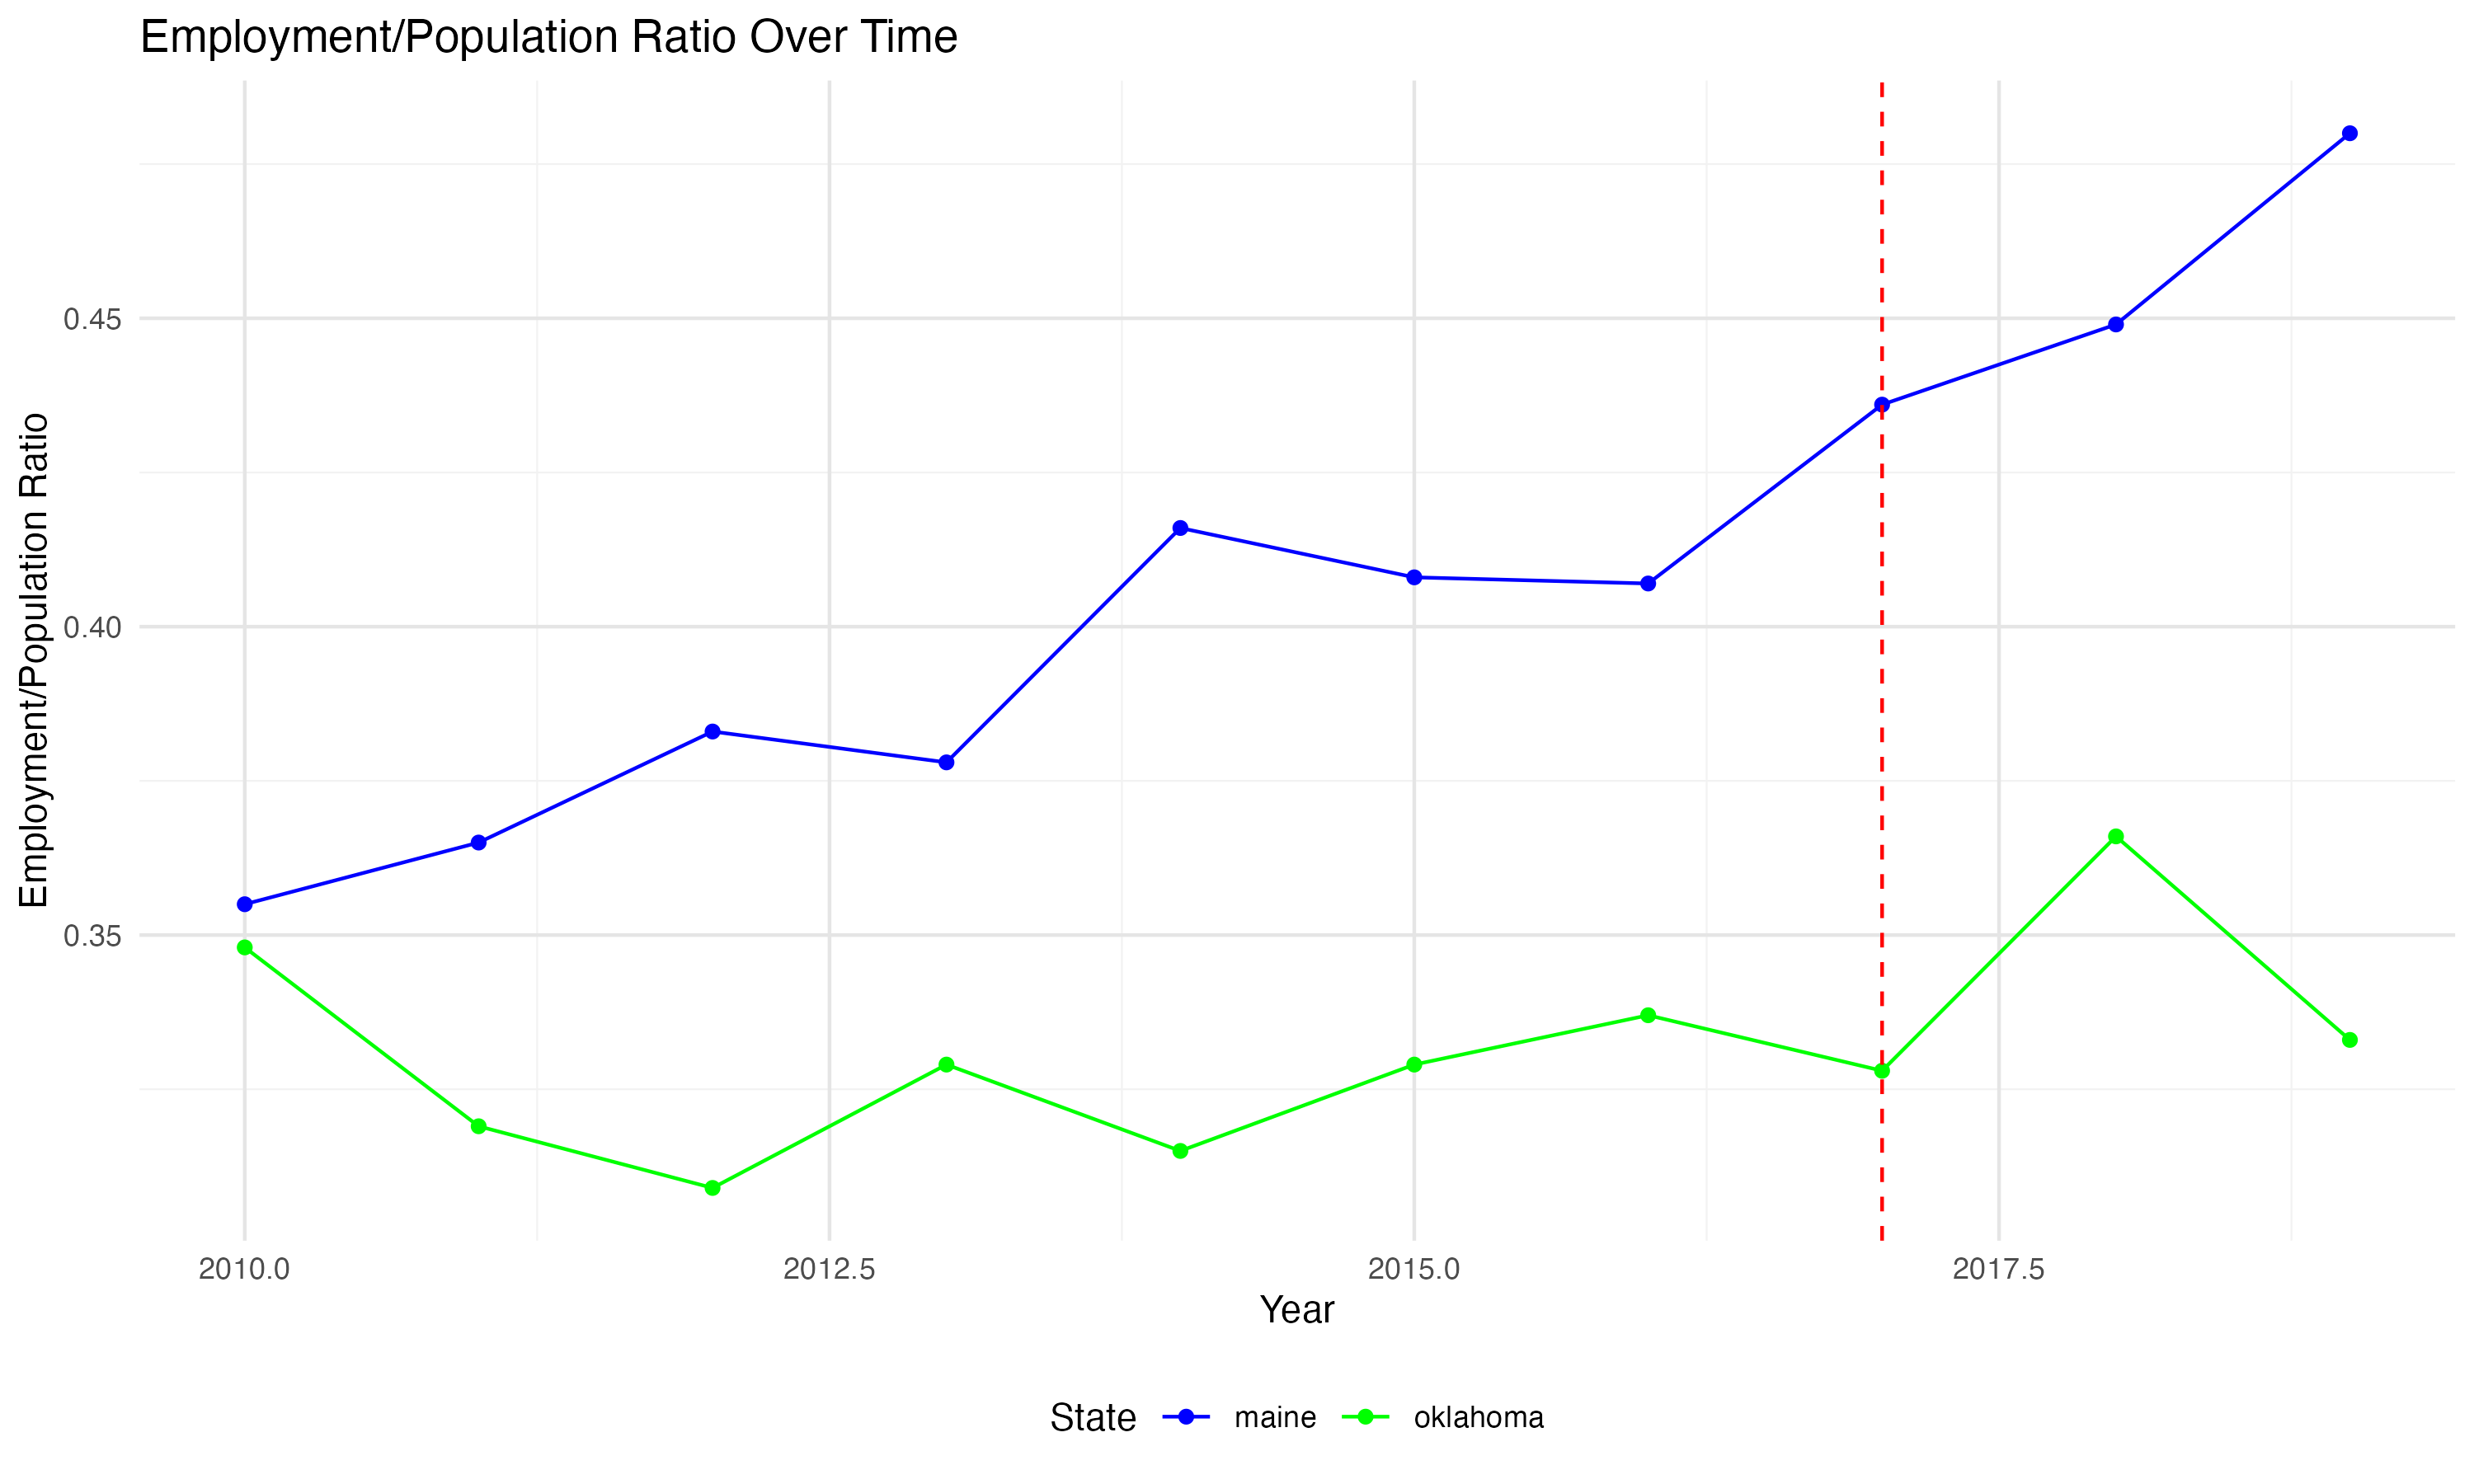 Employment/Population Ratio Over Time
Employment/Population Ratio
0.45
0.40
0.35
2010.0 2012.5 2015.0 2017.5
Year
State maine oklahoma